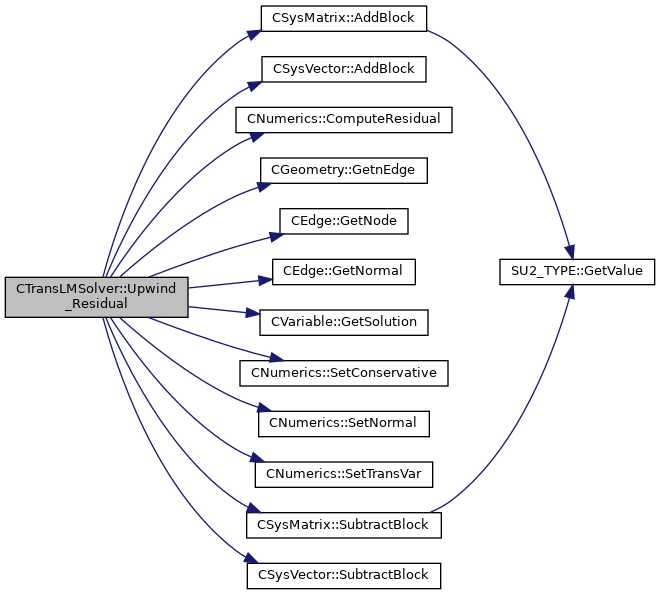 CSysMatrix::AddBlock
CSysVector::AddBlock
CNumerics::ComputeResidual
CGeometry::GetnEdge
CEdge::GetNode
CEdge::GetNormal
SU2_TYPE::GetValue
CTransLMSolver::Upwind
_Residual
CVariable::GetSolution
CNumerics::SetConservative
CNumerics::SetNormal
CNumerics::SetTransVar
CSysMatrix::SubtractBlock
CSysVector::SubtractBlock